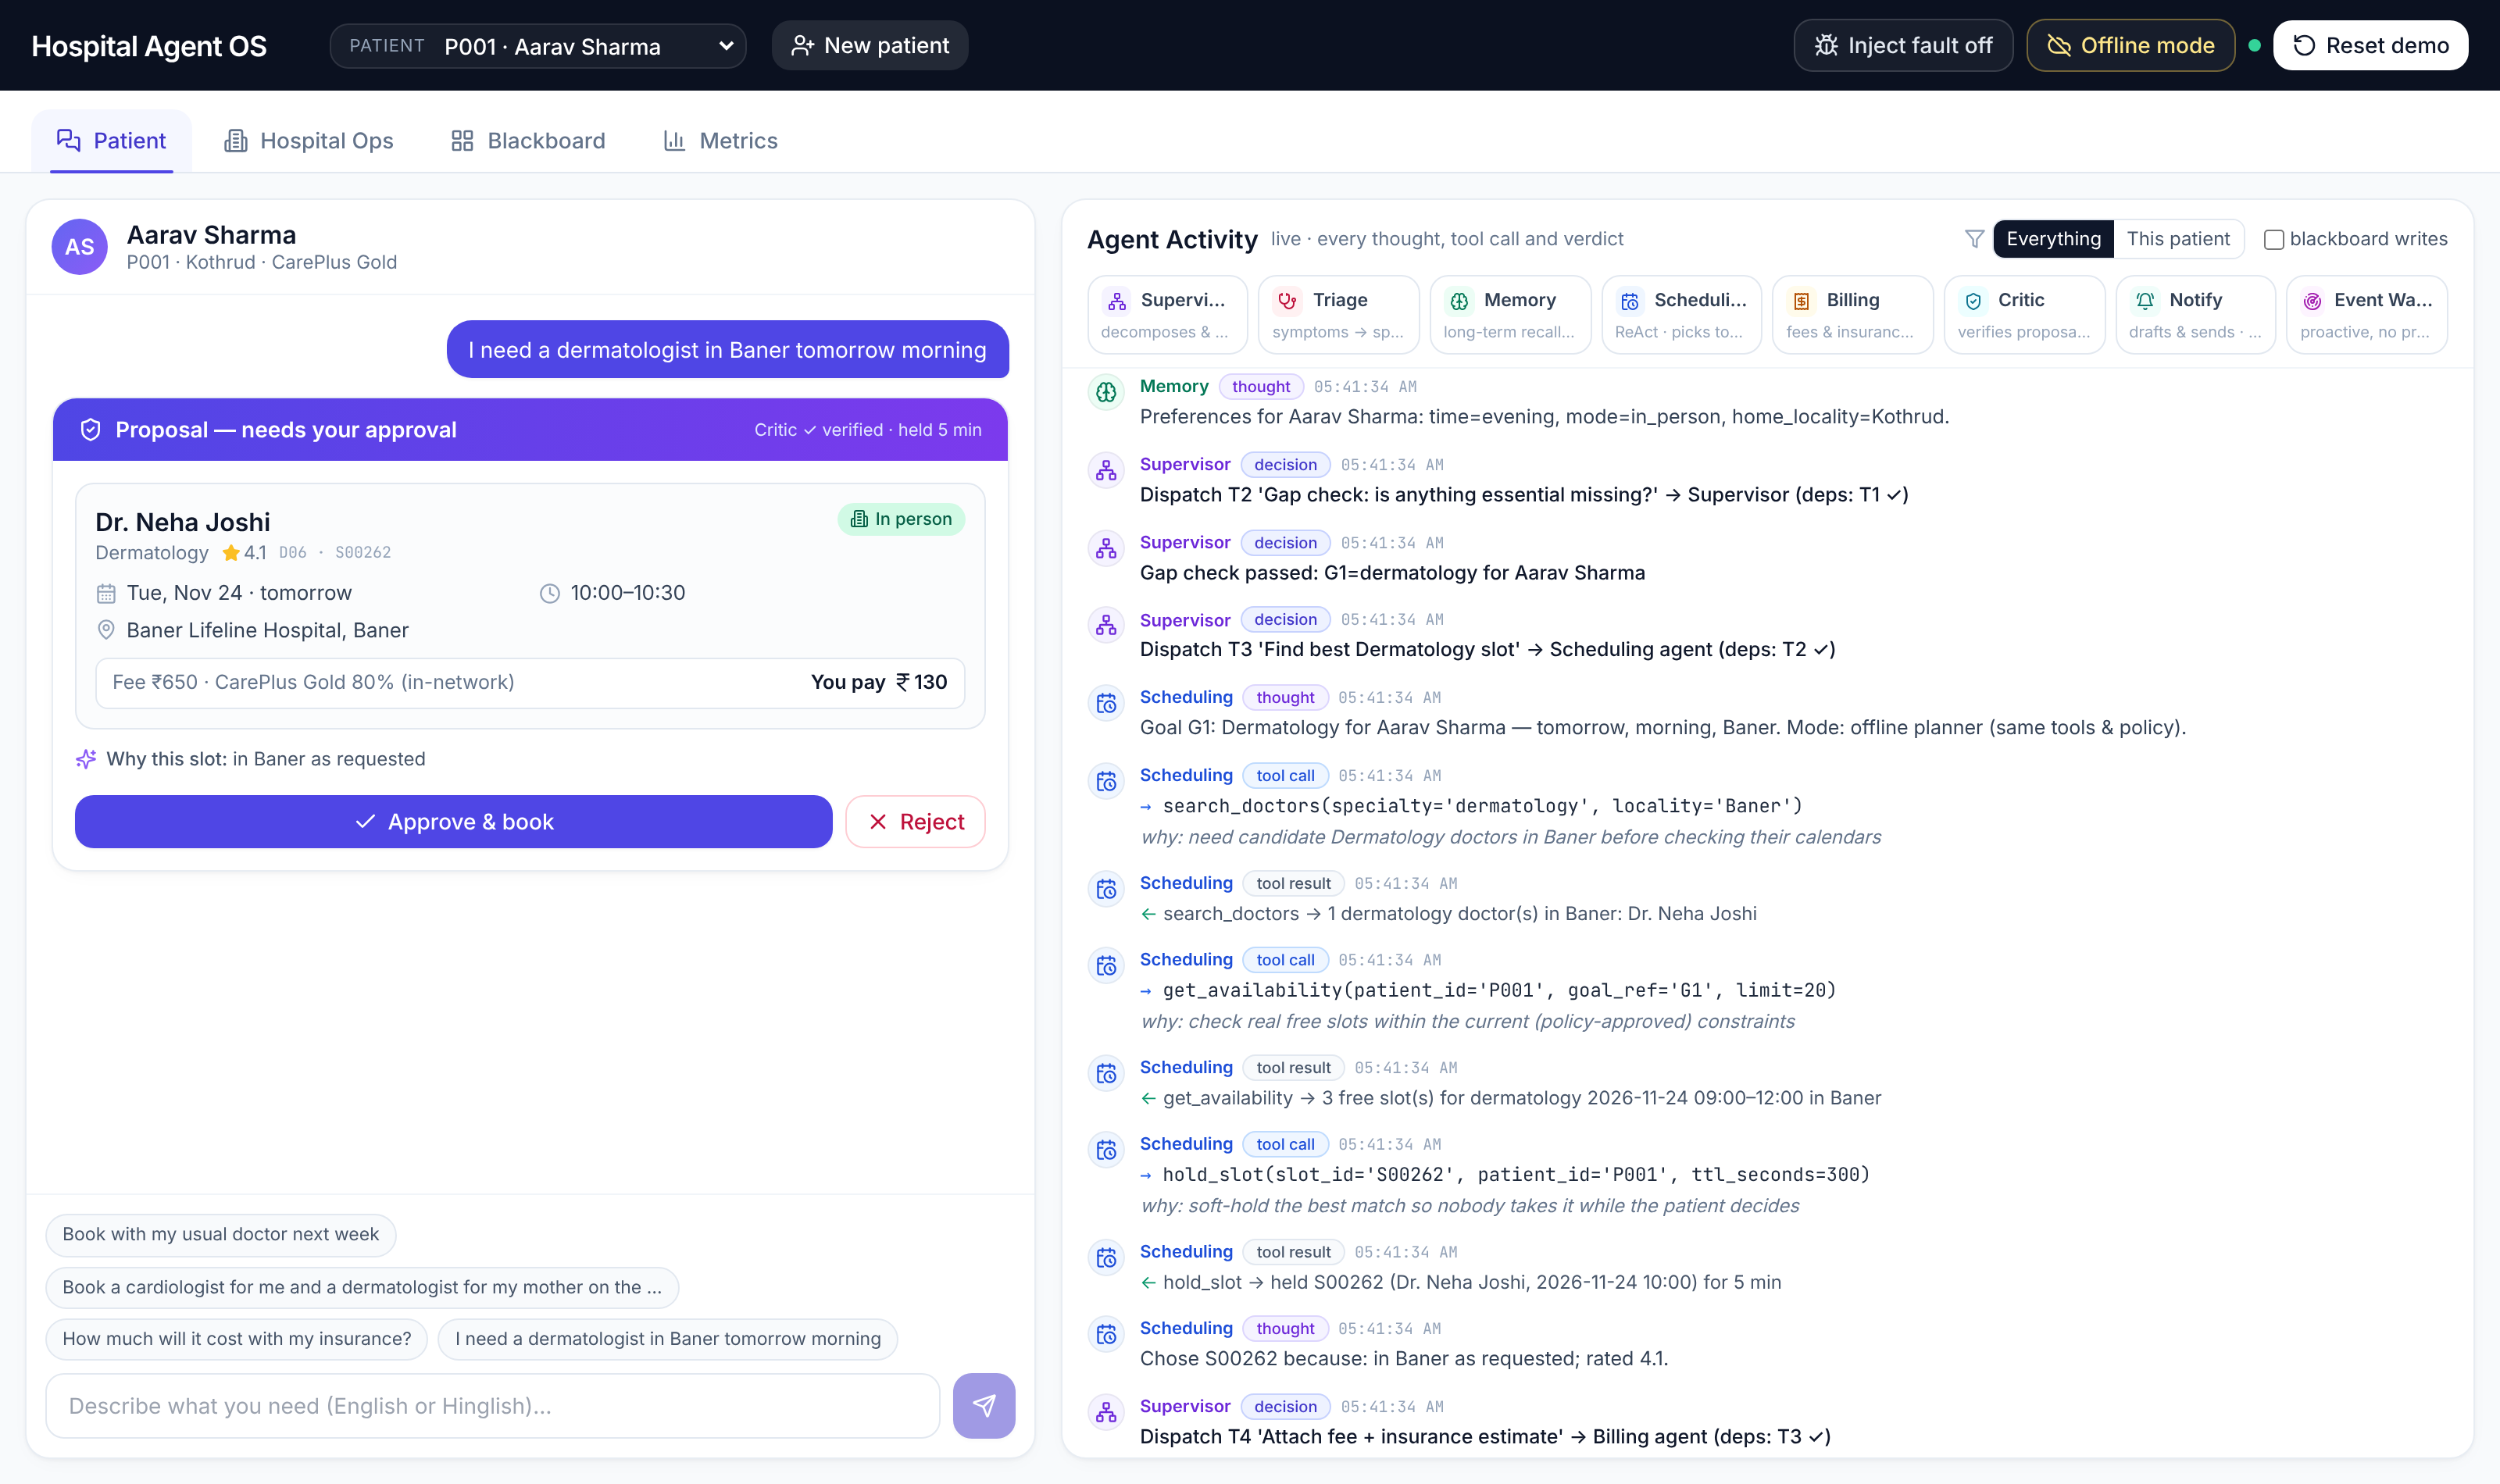 Hospital Agent OS
PATIENT P001 · Aarav Sharma
New patient
Inject fault off
Offline mode
Reset demo
Patient
Hospital Ops
Blackboard
Metrics
AS
Aarav Sharma
P001 · Kothrud · CarePlus Gold
I need a dermatologist in Baner tomorrow morning
Proposal — needs your approval
Critic ✓ verified · held 5 min
Dr. Neha Joshi
In person
Dermatology ⭐ 4.1 D06 · S00262
Tue, Nov 24 · tomorrow
10:00–10:30
Baner Lifeline Hospital, Baner
Fee ₹650 · CarePlus Gold 80% (in-network)
You pay ₹130
Why this slot: in Baner as requested
Approve & book
Reject
Book with my usual doctor next week
Book a cardiologist for me and a dermatologist for my mother on the ...
How much will it cost with my insurance?
I need a dermatologist in Baner tomorrow morning
Describe what you need (English or Hinglish)...
Agent Activity live · every thought, tool call and verdict
Everything
This patient
blackboard writes
Supervi...
decomposes & ...
Triage
symptoms → sp...
Memory
long-term recall...
Scheduli...
ReAct · picks to...
Billing
fees & insuranc...
Critic
verifies proposa...
Notify
drafts & sends · ...
Event Wa...
proactive, no pr...
Memory thought 05:41:34 AM
Preferences for Aarav Sharma: time=evening, mode=in_person, home_locality=Kothrud.
Supervisor decision 05:41:34 AM
Dispatch T2 'Gap check: is anything essential missing?' → Supervisor (deps: T1 ✓)
Supervisor decision 05:41:34 AM
Gap check passed: G1=dermatology for Aarav Sharma
Supervisor decision 05:41:34 AM
Dispatch T3 'Find best Dermatology slot' → Scheduling agent (deps: T2 ✓)
Scheduling thought 05:41:34 AM
Goal G1: Dermatology for Aarav Sharma — tomorrow, morning, Baner. Mode: offline planner (same tools & policy).
Scheduling tool call 05:41:34 AM
→ search_doctors(specialty='dermatology', locality='Baner')
why: need candidate Dermatology doctors in Baner before checking their calendars
Scheduling tool result 05:41:34 AM
← search_doctors → 1 dermatology doctor(s) in Baner: Dr. Neha Joshi
Scheduling tool call 05:41:34 AM
→ get_availability(patient_id='P001', goal_ref='G1', limit=20)
why: check real free slots within the current (policy-approved) constraints
Scheduling tool result 05:41:34 AM
← get_availability → 3 free slot(s) for dermatology 2026-11-24 09:00–12:00 in Baner
Scheduling tool call 05:41:34 AM
→ hold_slot(slot_id='S00262', patient_id='P001', ttl_seconds=300)
why: soft-hold the best match so nobody takes it while the patient decides
Scheduling tool result 05:41:34 AM
← hold_slot → held S00262 (Dr. Neha Joshi, 2026-11-24 10:00) for 5 min
Scheduling thought 05:41:34 AM
Chose S00262 because: in Baner as requested; rated 4.1.
Supervisor decision 05:41:34 AM
Dispatch T4 'Attach fee + insurance estimate' → Billing agent (deps: T3 ✓)